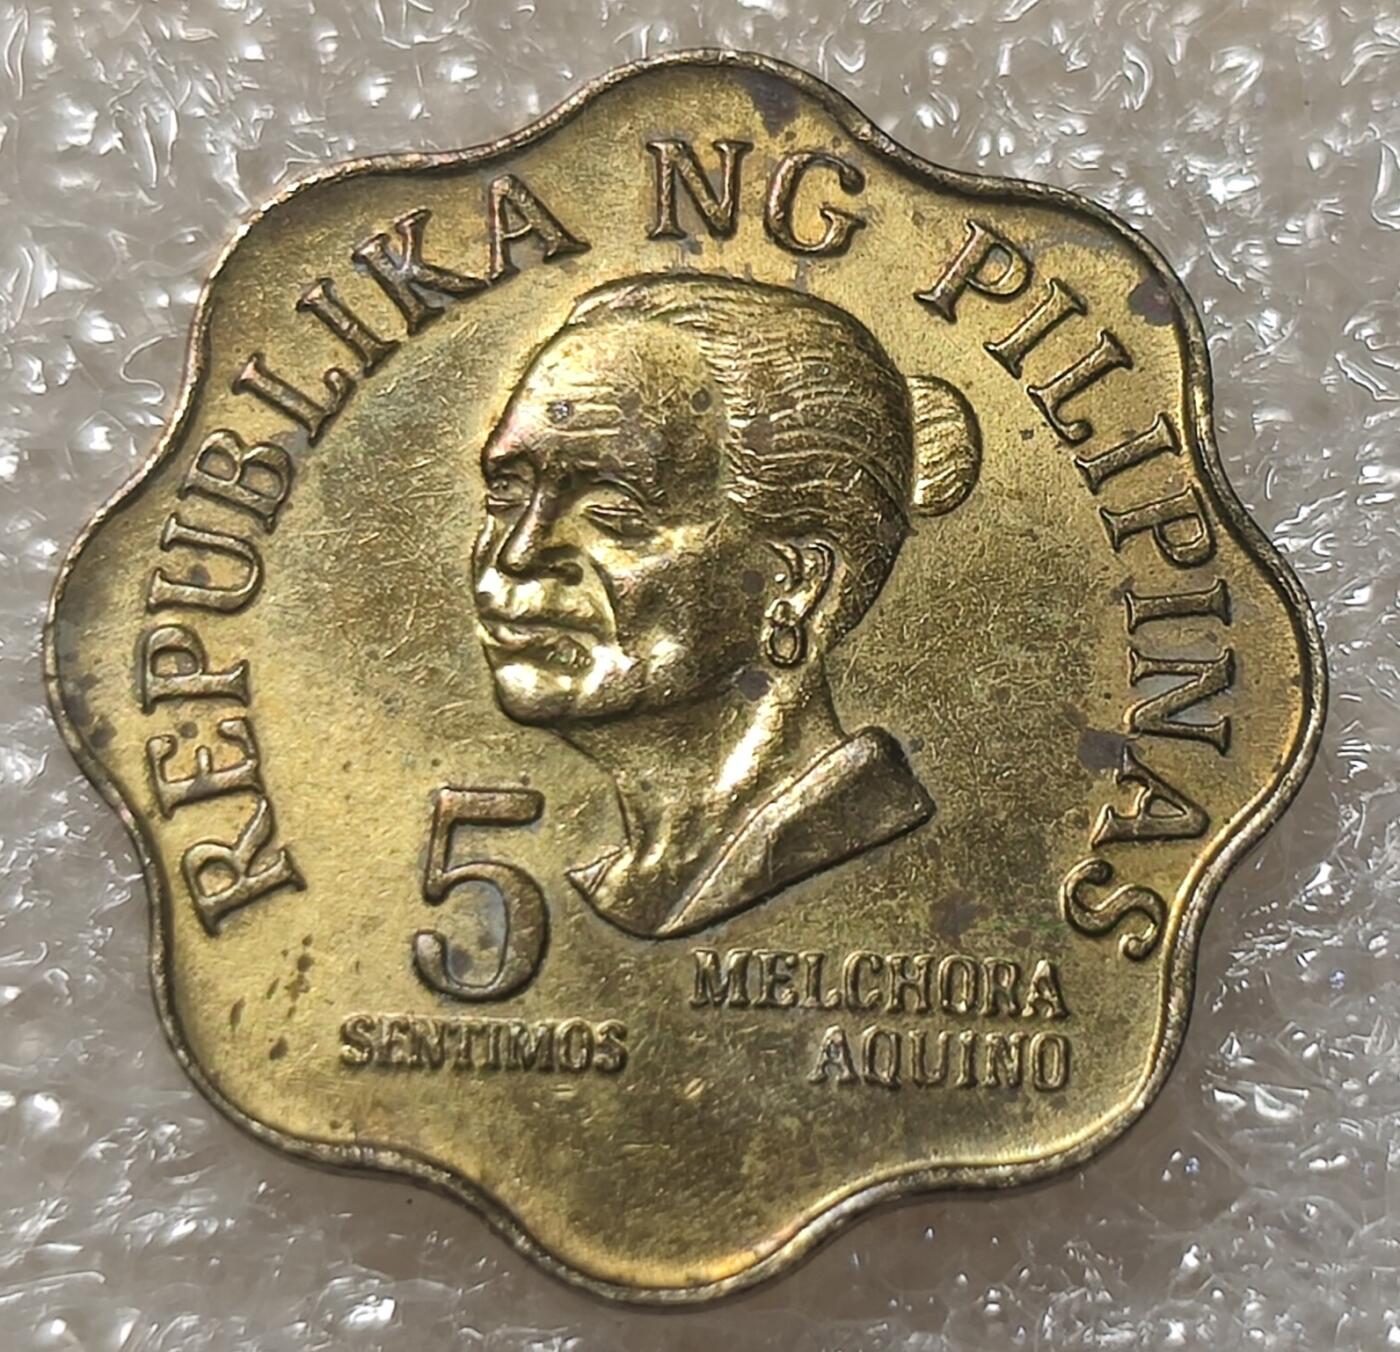 REPUBLIKA NG PILIPINAS
5
SENTIMOS
MELCHORA
AQUINO